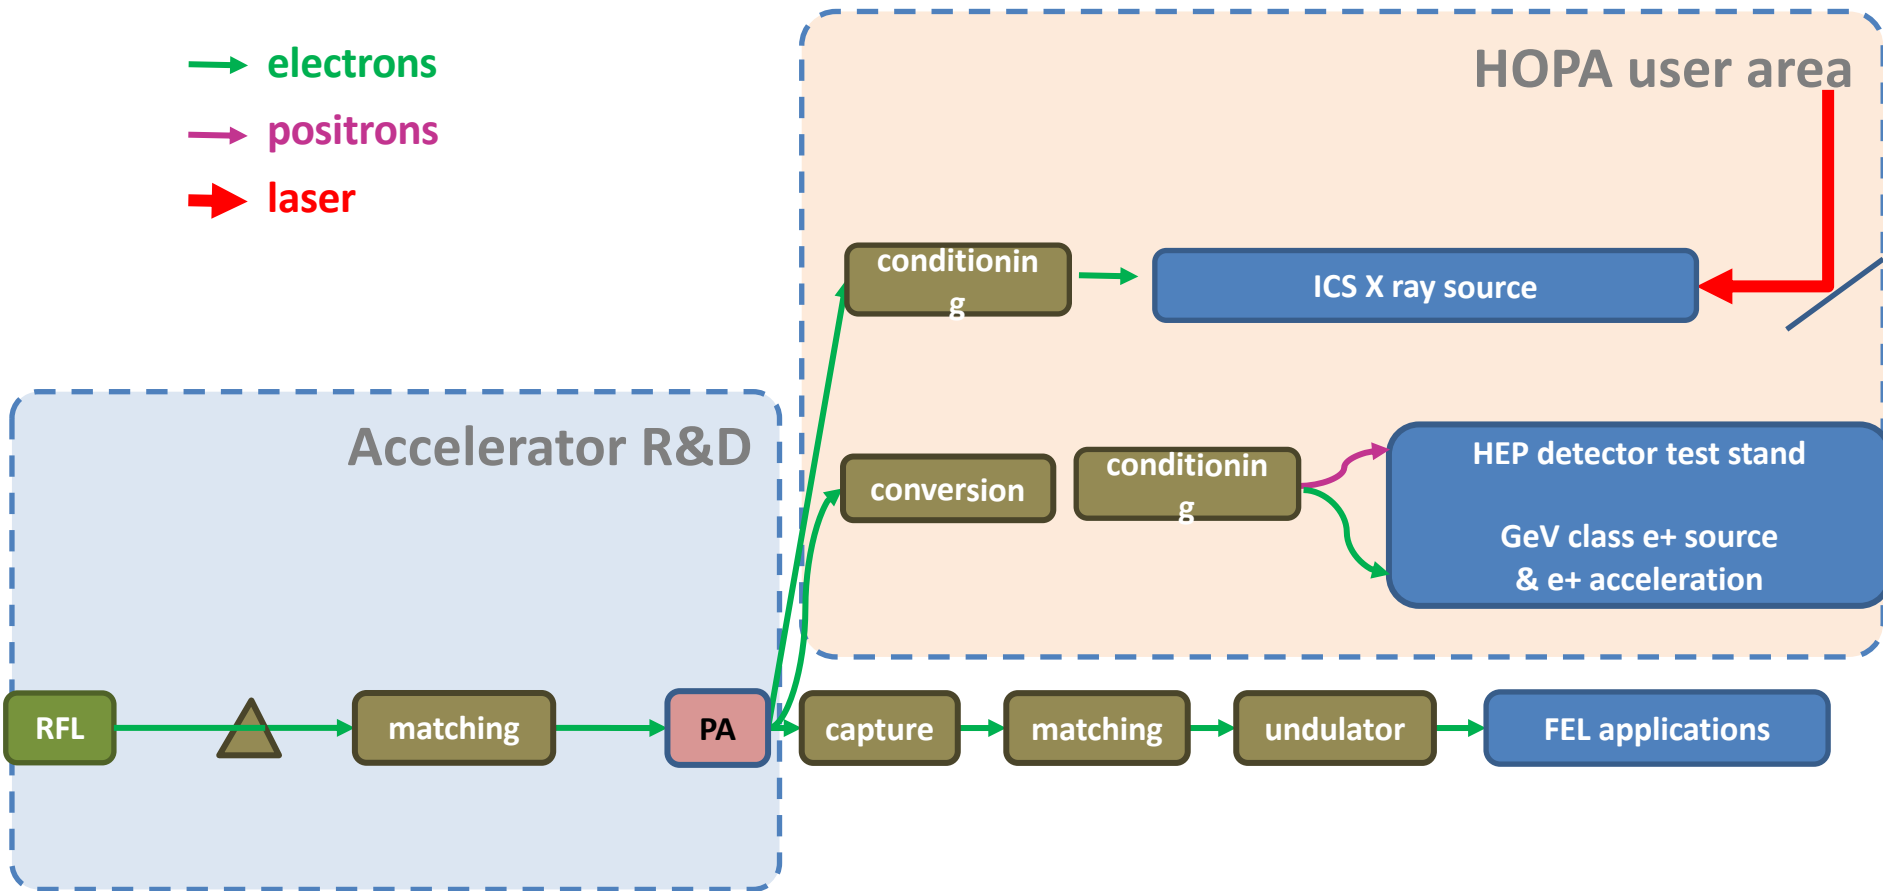 electrons
positrons
laser
HOPA user area
conditionin
g
ICS X ray source
Accelerator R&D
conversion
conditionin
g
HEP detector test stand
GeV class e+ source
& e+ acceleration
RFL
matching
PA
capture
matching
undulator
FEL applications